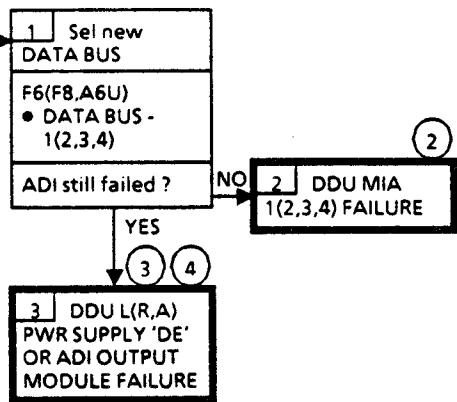 1 Sel new
DATA BUS
F6(F8,A6U)
● DATA BUS -
1(2,3,4)
ADI still failed ?
NO
YES
2
2 DDU MIA
1(2,3,4) FAILURE
3 4
3 DDU L(R,A)
PWR SUPPLY 'DE'
OR ADI OUTPUT
MODULE FAILURE